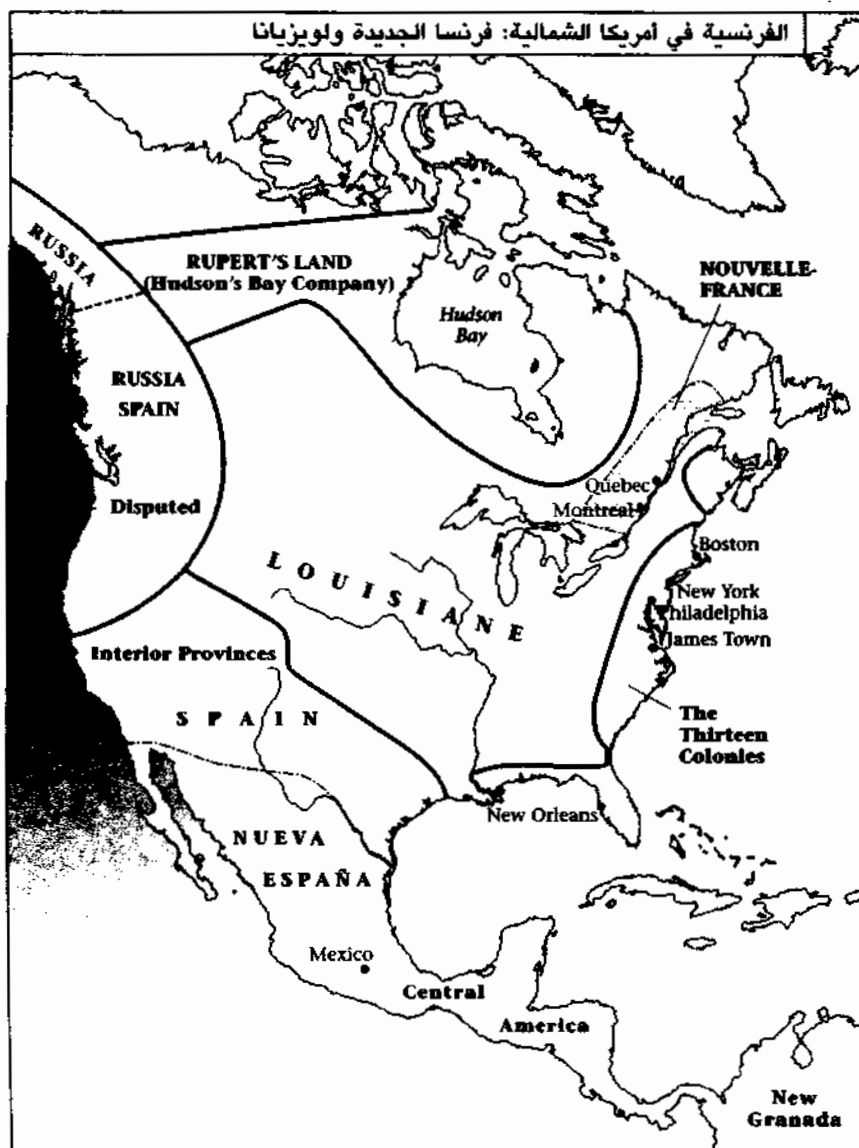 الفرنسية في أمريكا الشمالية: فرنسا الجديدة ولويزيانا
RUSSIA
RUPERT'S LAND
(Hudson's Bay Company)
Hudson
Bay
NOUVELLE-
FRANCE
RUSSIA
SPAIN
Disputed
Québec
Montreal
Boston
LOUISIANE
New York
Philadelphia
James Town
Interior Provinces
SPAIN
The
Thirteen
Colonies
New Orleans
NUEVA
ESPAÑA
Mexico
Central
America
New
Granada